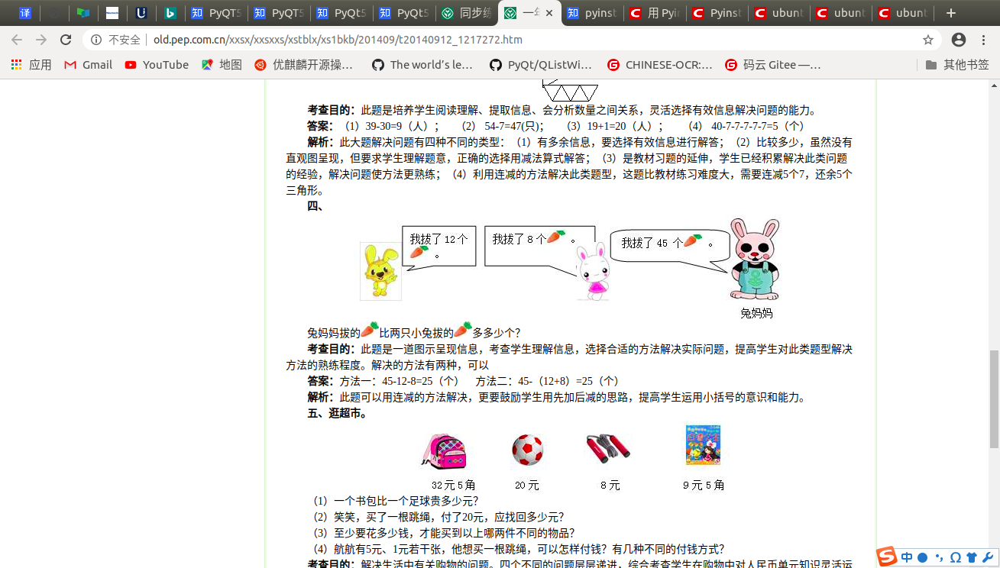 译
知 PyQT5
知 PyQT5
知 PyQt5
知 PyQt5
同步练
一年
知 pyinst
C 用 Pyin
C Pyinst
C ubunt
C ubunt
C ubunt
不安全 old.pep.com.cn/xxsx/xxsxxs/xstblx/xs1bkb/201409/t20140912_1217272.htm
应用 Gmail YouTube 地图 优麒麟开源操… The world's le… PyQt/QListWi… CHINESE-OCR:… 码云 Gitee —… 其他书签
考查目的：此题是培养学生阅读理解、提取信息、会分析数量之间关系，灵活选择有效信息解决问题的能力。
答案：（1）39-30=9（人）； （2） 54-7=47(只)； （3）19+1=20（人）； （4） 40-7-7-7-7-7=5（个）
解析：此大题解决问题有四种不同的类型：（1）有多余信息，要选择有效信息进行解答；（2）比较多少，虽然没有
直观图呈现，但要求学生理解题意，正确的选择用减法算式解答；（3）是教材习题的延伸，学生已经积累解决此类问题
的经验，解决问题使方法更熟练；（4）利用连减的方法解决此类题型，这题比教材练习难度大，需要连减5个7，还余5个
三角形。
四、
我拔了 12 个
。
我拔了 8 个 。
我拔了 45 个 。
兔妈妈
兔妈妈拔的 比两只小兔拔的 多多少个？
考查目的：此题是一道图示呈现信息，考查学生理解信息，选择合适的方法解决实际问题，提高学生对此类题型解决
方法的熟练程度。解决的方法有两种，可以
答案：方法一：45-12-8=25（个） 方法二：45-（12+8）=25（个）
解析：此题可以用连减的方法解决，更要鼓励学生用先加后减的思路，提高学生运用小括号的意识和能力。
五、逛超市。
32 元 5 角 20 元 8 元 9 元 5 角
（1）一个书包比一个足球贵多少元？
（2）笑笑，买了一根跳绳，付了20元，应找回多少元？
（3）至少要花多少钱，才能买到以上哪两件不同的物品？
（4）航航有5元、1元若干张，他想买一根跳绳，可以怎样付钱？有几种不同的付钱方式？
考查目的：解决生活中有关购物的问题。四个不同的问题层层递进，综合考查学生在购物中对人民币单元知识灵活运
S 中